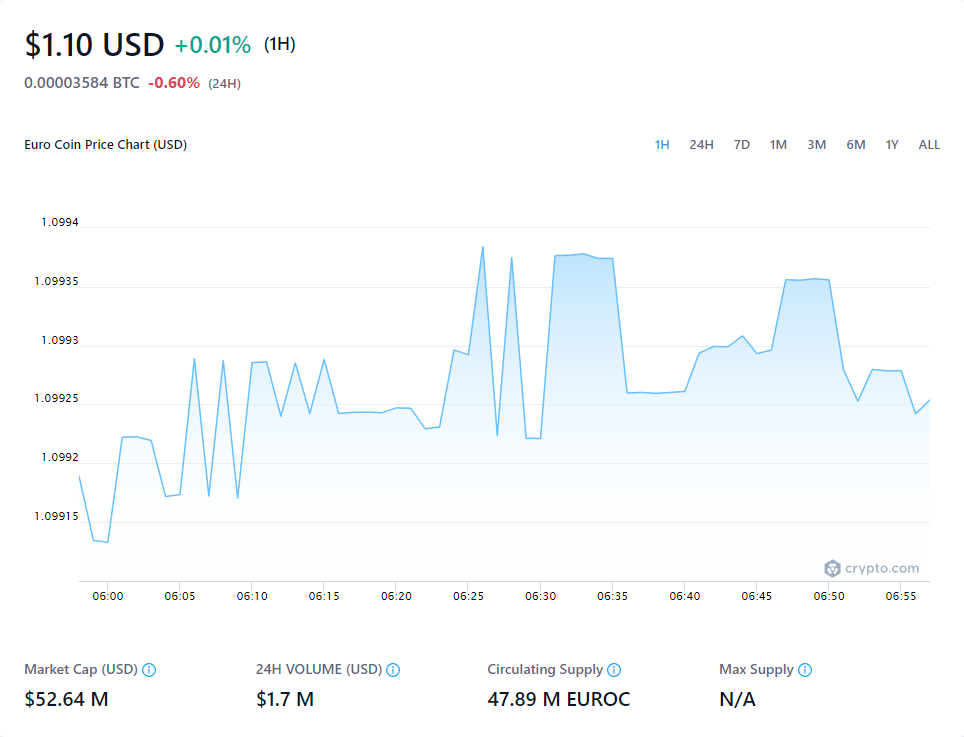 $1.10 USD +0.01% (1H)
0.00003584 BTC -0.60% (24H)
Euro Coin Price Chart (USD) 1H 24H 7D 1M 3M 6M 1Y ALL
1.0994
1.09935
1.0993
1.09925
1.0992
1.09915
crypto.com
06:00 06:05 06:10 06:15 06:20 06:25 06:30 06:35 06:40 06:45 06:50 06:55
Market Cap (USD) 24H VOLUME (USD) Circulating Supply Max Supply
$52.64 M $1.7 M 47.89 M EUROC N/A